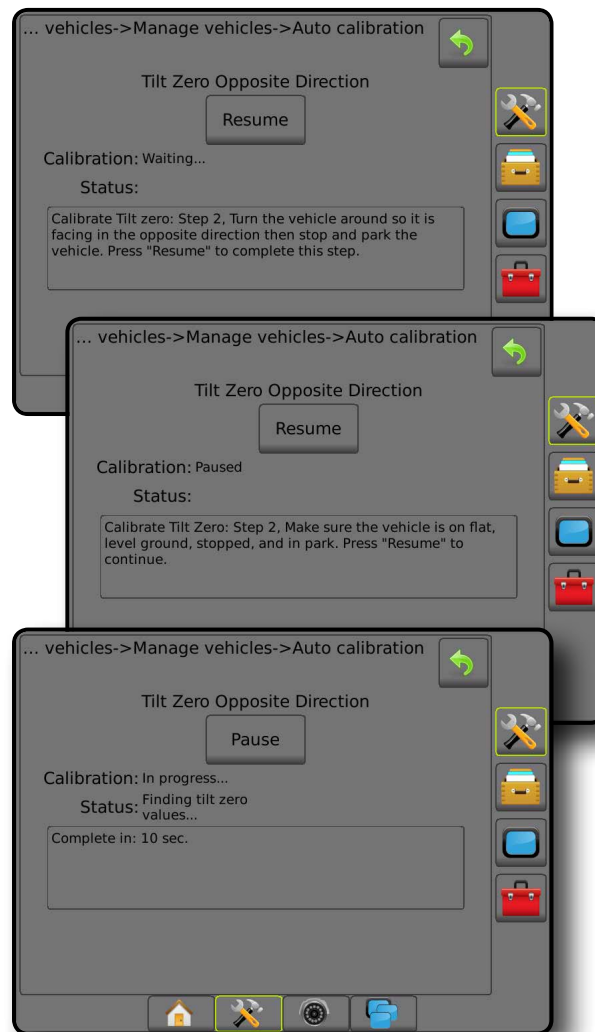 ... vehicles->Manage vehicles->Auto calibration
Tilt Zero Opposite Direction
Resume
Calibration: Waiting...
Status:
Calibrate Tilt zero: Step 2, Turn the vehicle around so it is
facing in the opposite direction then stop and park the
vehicle. Press "Resume" to complete this step.
... vehicles->Manage vehicles->Auto calibration
Tilt Zero Opposite Direction
Resume
Calibration: Paused
Status:
Calibrate Tilt Zero: Step 2, Make sure the vehicle is on flat,
level ground, stopped, and in park. Press "Resume" to
continue.
... vehicles->Manage vehicles->Auto calibration
Tilt Zero Opposite Direction
Pause
Calibration: In progress...
Status: Finding tilt zero
values...
Complete in: 10 sec.